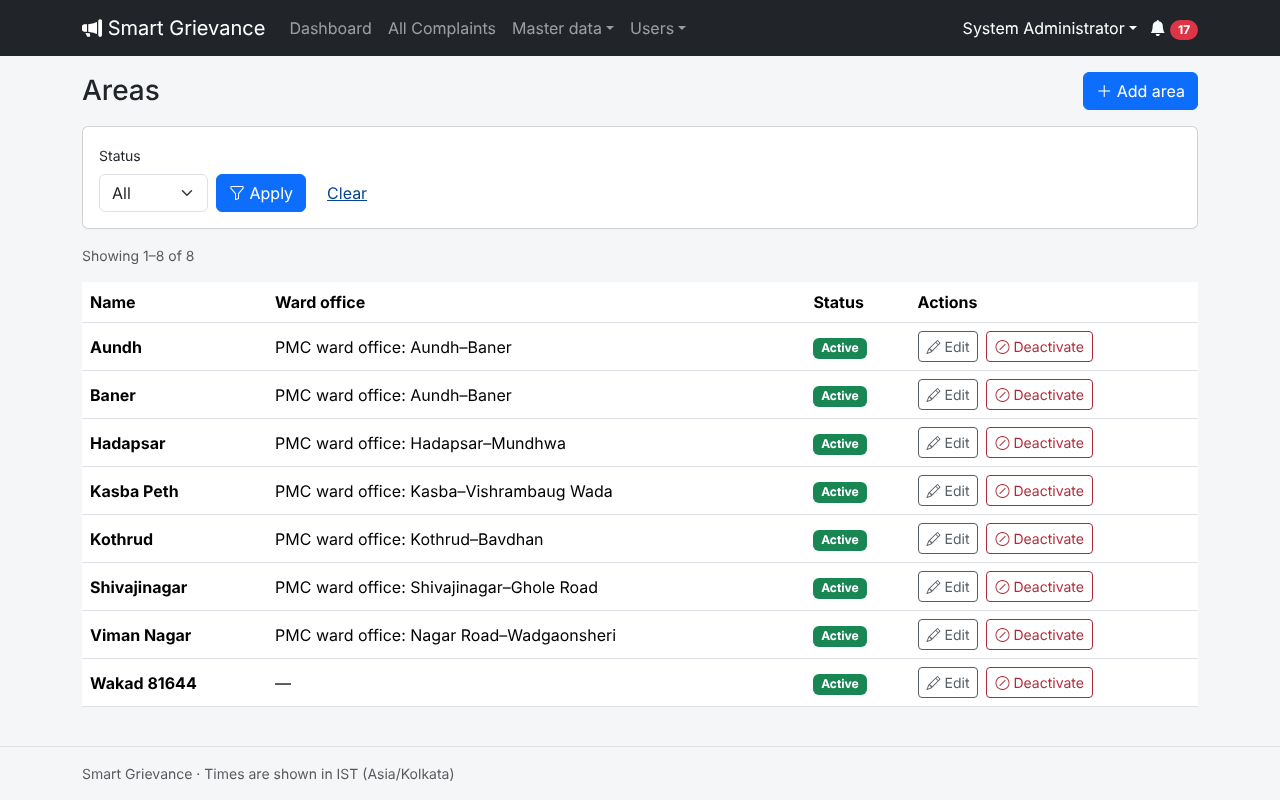 Smart Grievance Dashboard All Complaints Master data Users System Administrator 17
Areas
+ Add area
Status
All Apply Clear
Showing 1–8 of 8
Name Ward office Status Actions
Aundh PMC ward office: Aundh–Baner Active Edit Deactivate
Baner PMC ward office: Aundh–Baner Active Edit Deactivate
Hadapsar PMC ward office: Hadapsar–Mundhwa Active Edit Deactivate
Kasba Peth PMC ward office: Kasba–Vishrambaug Wada Active Edit Deactivate
Kothrud PMC ward office: Kothrud–Bavdhan Active Edit Deactivate
Shivajinagar PMC ward office: Shivajinagar–Ghole Road Active Edit Deactivate
Viman Nagar PMC ward office: Nagar Road–Wadgaonsheri Active Edit Deactivate
Wakad 81644 — Active Edit Deactivate
Smart Grievance · Times are shown in IST (Asia/Kolkata)